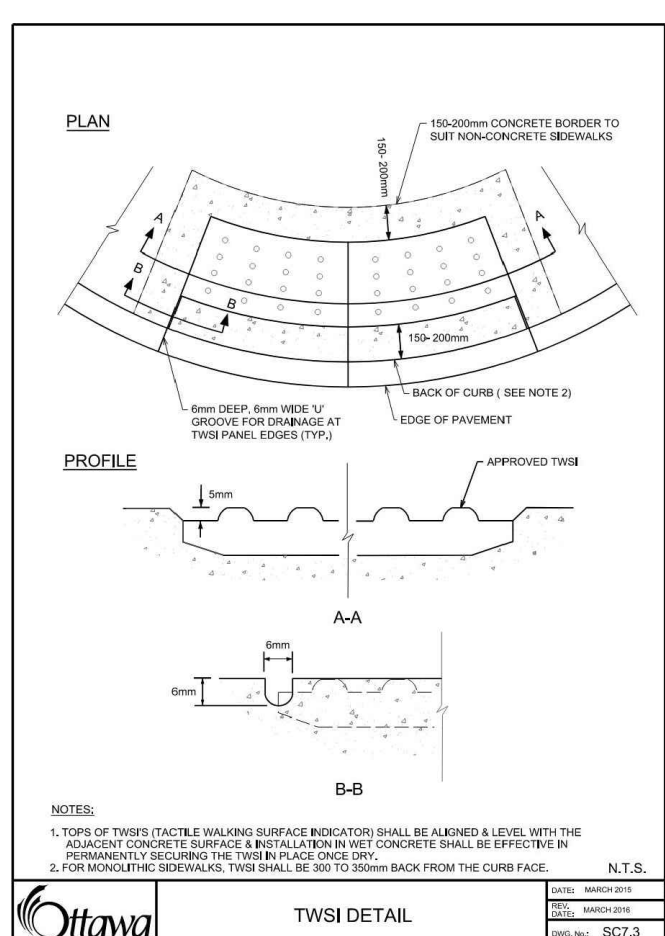 PLAN
150-200mm CONCRETE BORDER TO
SUIT NON-CONCRETE SIDEWALKS
150- 200mm
A
A
B
B
150- 200mm
BACK OF CURB ( SEE NOTE 2)
EDGE OF PAVEMENT
6mm DEEP, 6mm WIDE 'U'
GROOVE FOR DRAINAGE AT
TWSI PANEL EDGES (TYP.)
PROFILE
APPROVED TWSI
5mm
A-A
6mm
6mm
B-B
NOTES:
1. TOPS OF TWSI'S (TACTILE WALKING SURFACE INDICATOR) SHALL BE ALIGNED & LEVEL WITH THE
ADJACENT CONCRETE SURFACE & INSTALLATION IN WET CONCRETE SHALL BE EFFECTIVE IN
PERMANENTLY SECURING THE TWSI IN PLACE ONCE DRY.
2. FOR MONOLITHIC SIDEWALKS, TWSI SHALL BE 300 TO 350mm BACK FROM THE CURB FACE.
N.T.S.
Ottawa
TWSI DETAIL
DATE: MARCH 2015
REV. DATE: MARCH 2016
DWG. No.: SC7.3